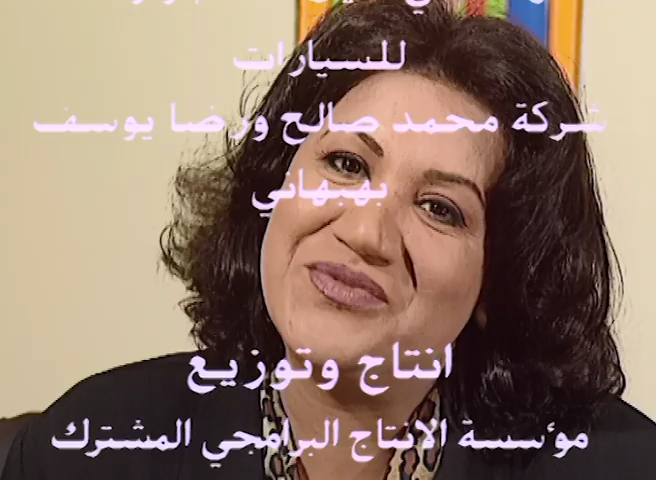 للسيارات
شركة محمد صالح ورضا يوسف
بهبهاني
انتاج وتوزيع
مؤسسة الانتاج البرامجي المشترك